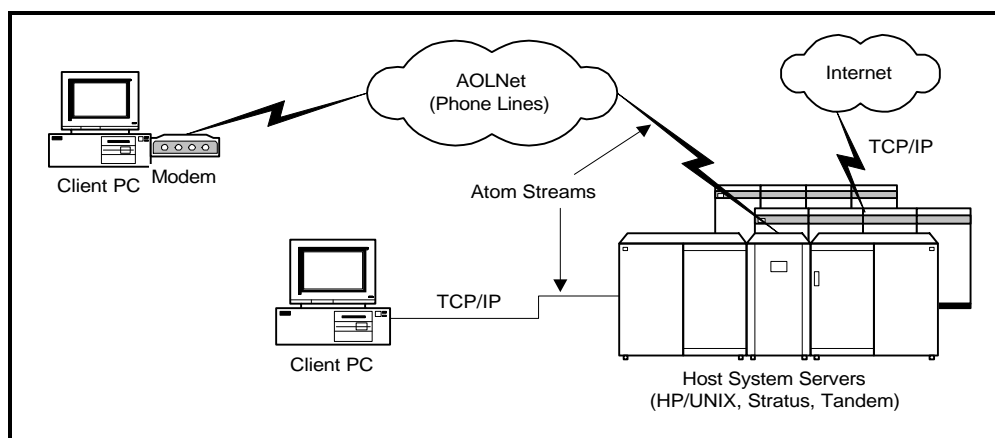 AOLNet
(Phone Lines)
Internet
TCP/IP
Client PC
Modem
Atom Streams
TCP/IP
Client PC
Host System Servers
(HP/UNIX, Stratus, Tandem)